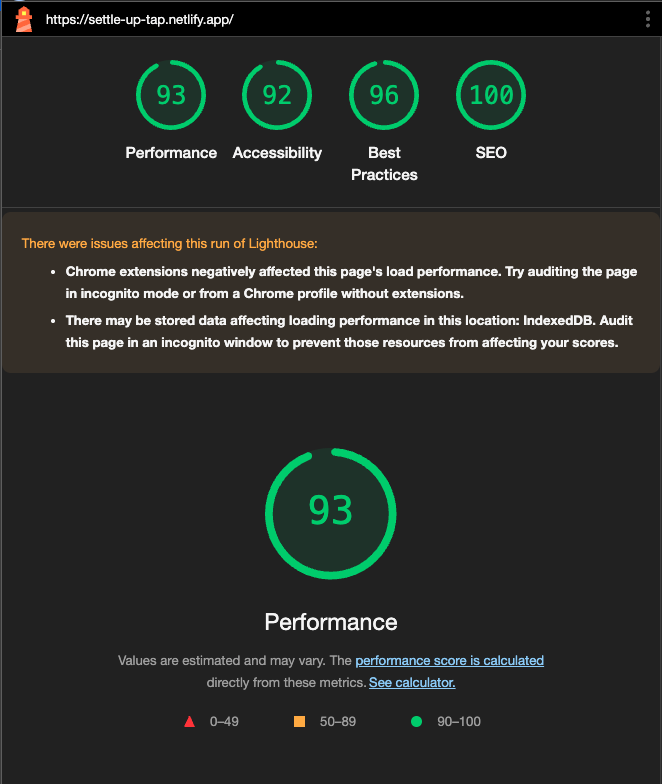 https://settle-up-tap.netlify.app/
93
92
96
100
Performance
Accessibility
Best
Practices
SEO
There were issues affecting this run of Lighthouse:
• Chrome extensions negatively affected this page's load performance. Try auditing the page
in incognito mode or from a Chrome profile without extensions.
• There may be stored data affecting loading performance in this location: IndexedDB. Audit
this page in an incognito window to prevent those resources from affecting your scores.
93
Performance
Values are estimated and may vary. The performance score is calculated
directly from these metrics. See calculator.
0–49
50–89
90–100